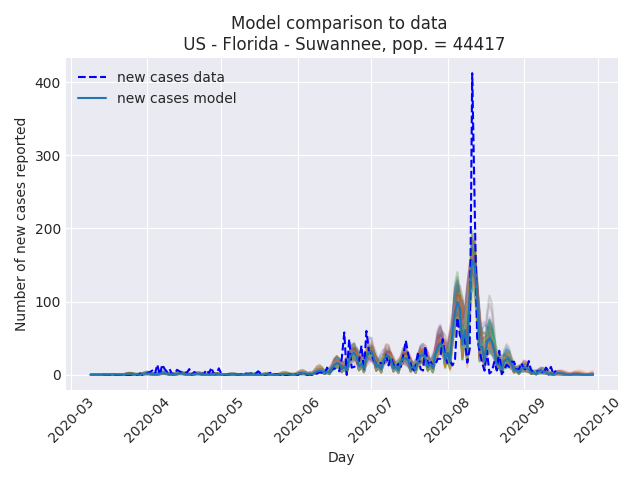 Model comparison to data
US - Florida - Suwannee, pop. = 44417
new cases data
new cases model
Number of new cases reported
400
300
200
100
0
2020-03
2020-04
2020-05
2020-06
2020-07
2020-08
2020-09
2020-10
Day